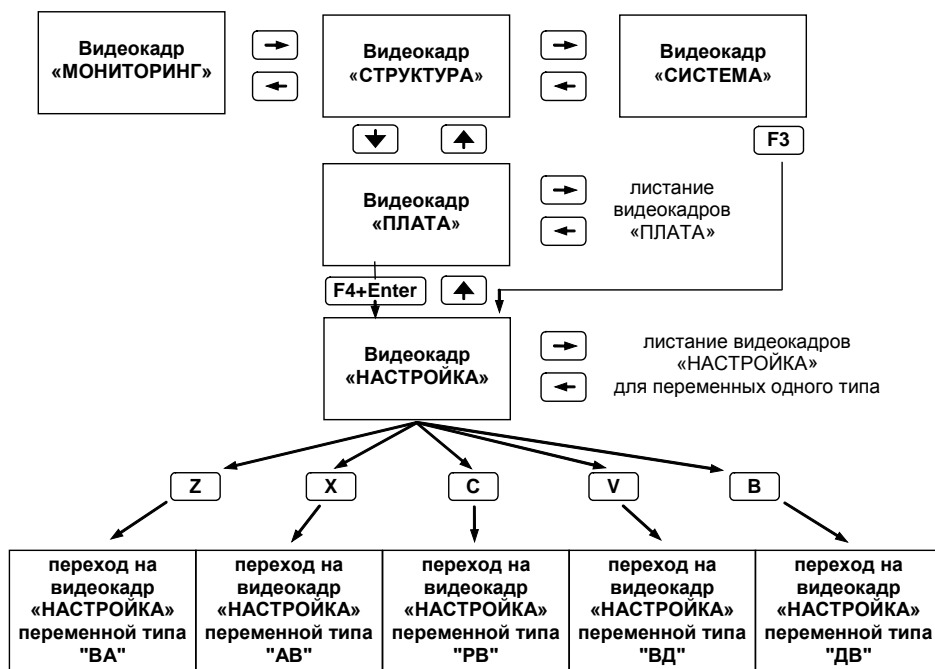 Видеокадр
«МОНИТОРИНГ»
Видеокадр
«СТРУКТУРА»
Видеокадр
«СИСТЕМА»
F3
Видеокадр
«ПЛАТА»
листание
видеокадров
«ПЛАТА»
F4+Enter
Видеокадр
«НАСТРОЙКА»
листание видеокадров
«НАСТРОЙКА»
для переменных одного типа
Z
X
C
V
B
переход на
видеокадр
«НАСТРОЙКА»
переменной типа
"ВА"
переход на
видеокадр
«НАСТРОЙКА»
переменной типа
"АВ"
переход на
видеокадр
«НАСТРОЙКА»
переменной типа
"РВ"
переход на
видеокадр
«НАСТРОЙКА»
переменной типа
"ВД"
переход на
видеокадр
«НАСТРОЙКА»
переменной типа
"ДВ"